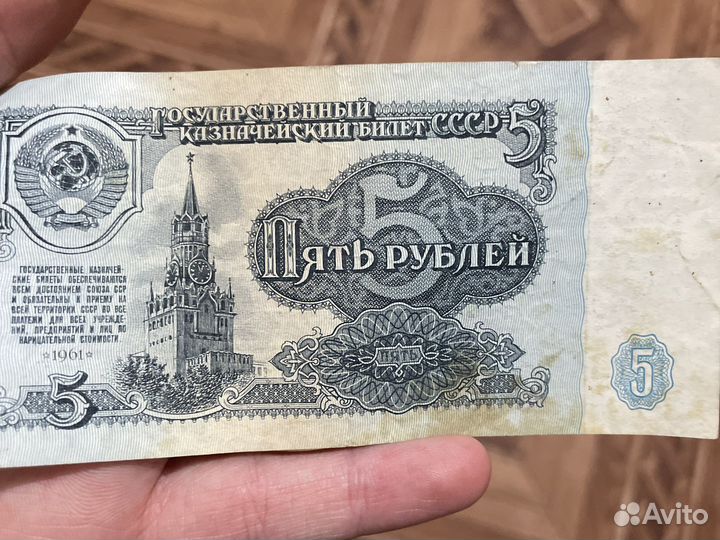 Государственный
казначейский билет СССР
5
Пять рублей
5
ПЯТЬ
ГОСУДАРСТВЕННЫЕ КАЗНАЧЕЙ-
СКИЕ БИЛЕТЫ ОБЕСПЕЧИВАЮТСЯ
ВСЕМ ДОСТОЯНИЕМ СОЮЗА ССР
И ОБЯЗАТЕЛЬНЫ К ПРИЕМУ НА
ВСЕЙ ТЕРРИТОРИИ СССР ВО ВСЕ
ПЛАТЕЖИ ДЛЯ ВСЕХ УЧРЕЖДЕ-
НИЙ, ПРЕДПРИЯТИЙ И ЛИЦ ПО
НАРИЦАТЕЛЬНОЙ СТОИМОСТИ.
1961
5
5
Avito